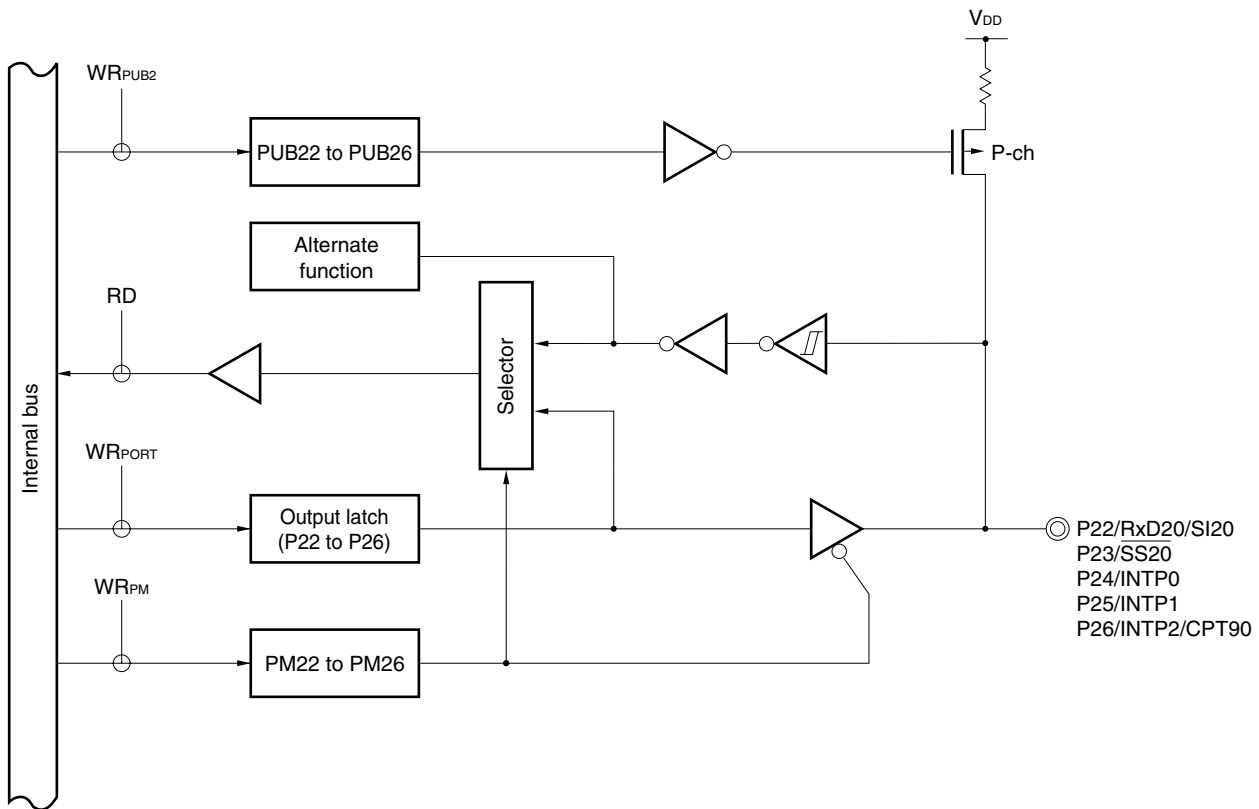 VDD
WRPUB2
PUB22 to PUB26
P-ch
Alternate
function
RD
Selector
Internal bus
WRPORT
Output latch
(P22 to P26)
P22/RxD20/SI20
P23/SS20
P24/INTP0
P25/INTP1
P26/INTP2/CPT90
WRPM
PM22 to PM26